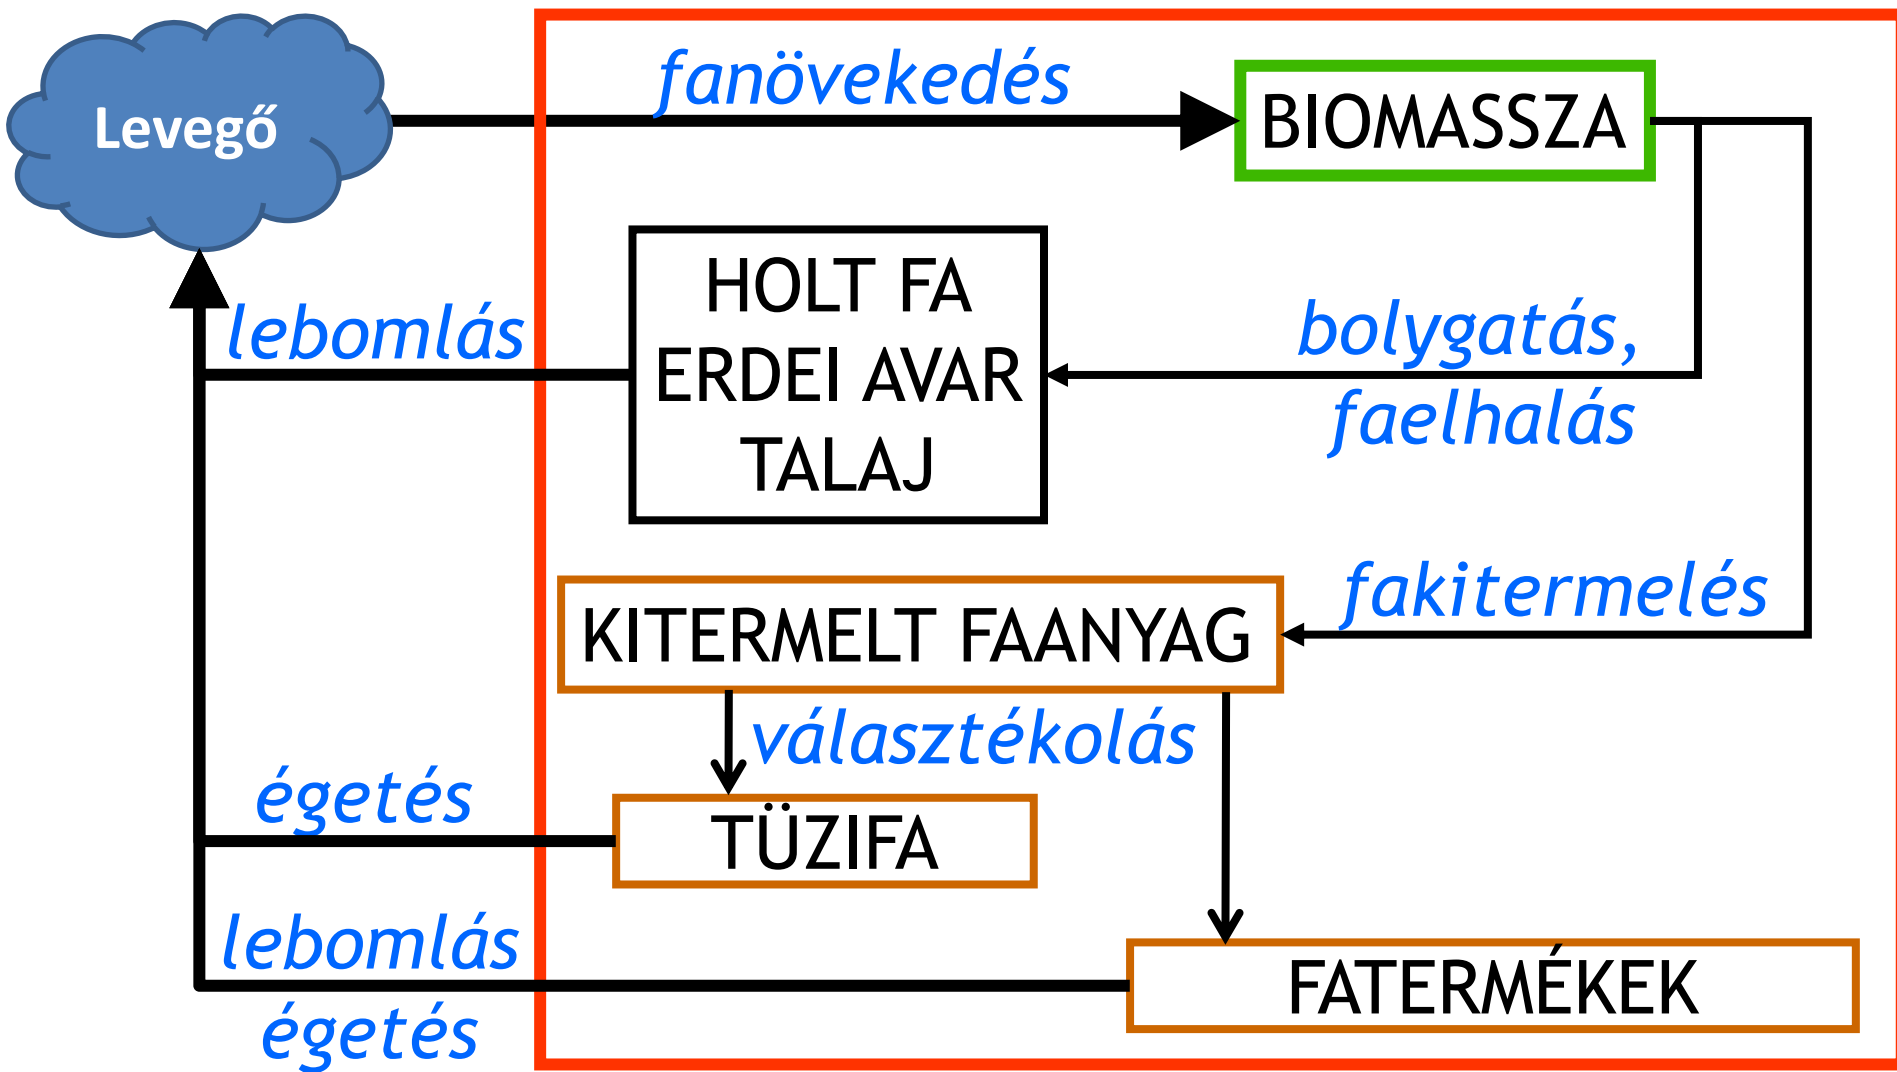 Levegő
fanövekedés
BIOMASSZA
HOLT FA
ERDEI AVAR
TALAJ
lebomlás
bolygatás,
faelhalás
KITERMELT FAANYAG
fakitermelés
választékolás
égetés
TÜZIFA
lebomlás
égetés
FATERMÉKEK